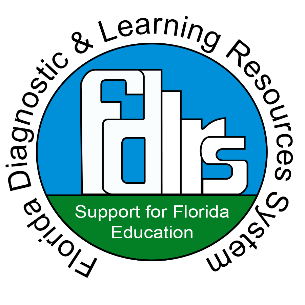 Florida Diagnostic & Learning Resources System
fdlrs
Support for Florida
Education